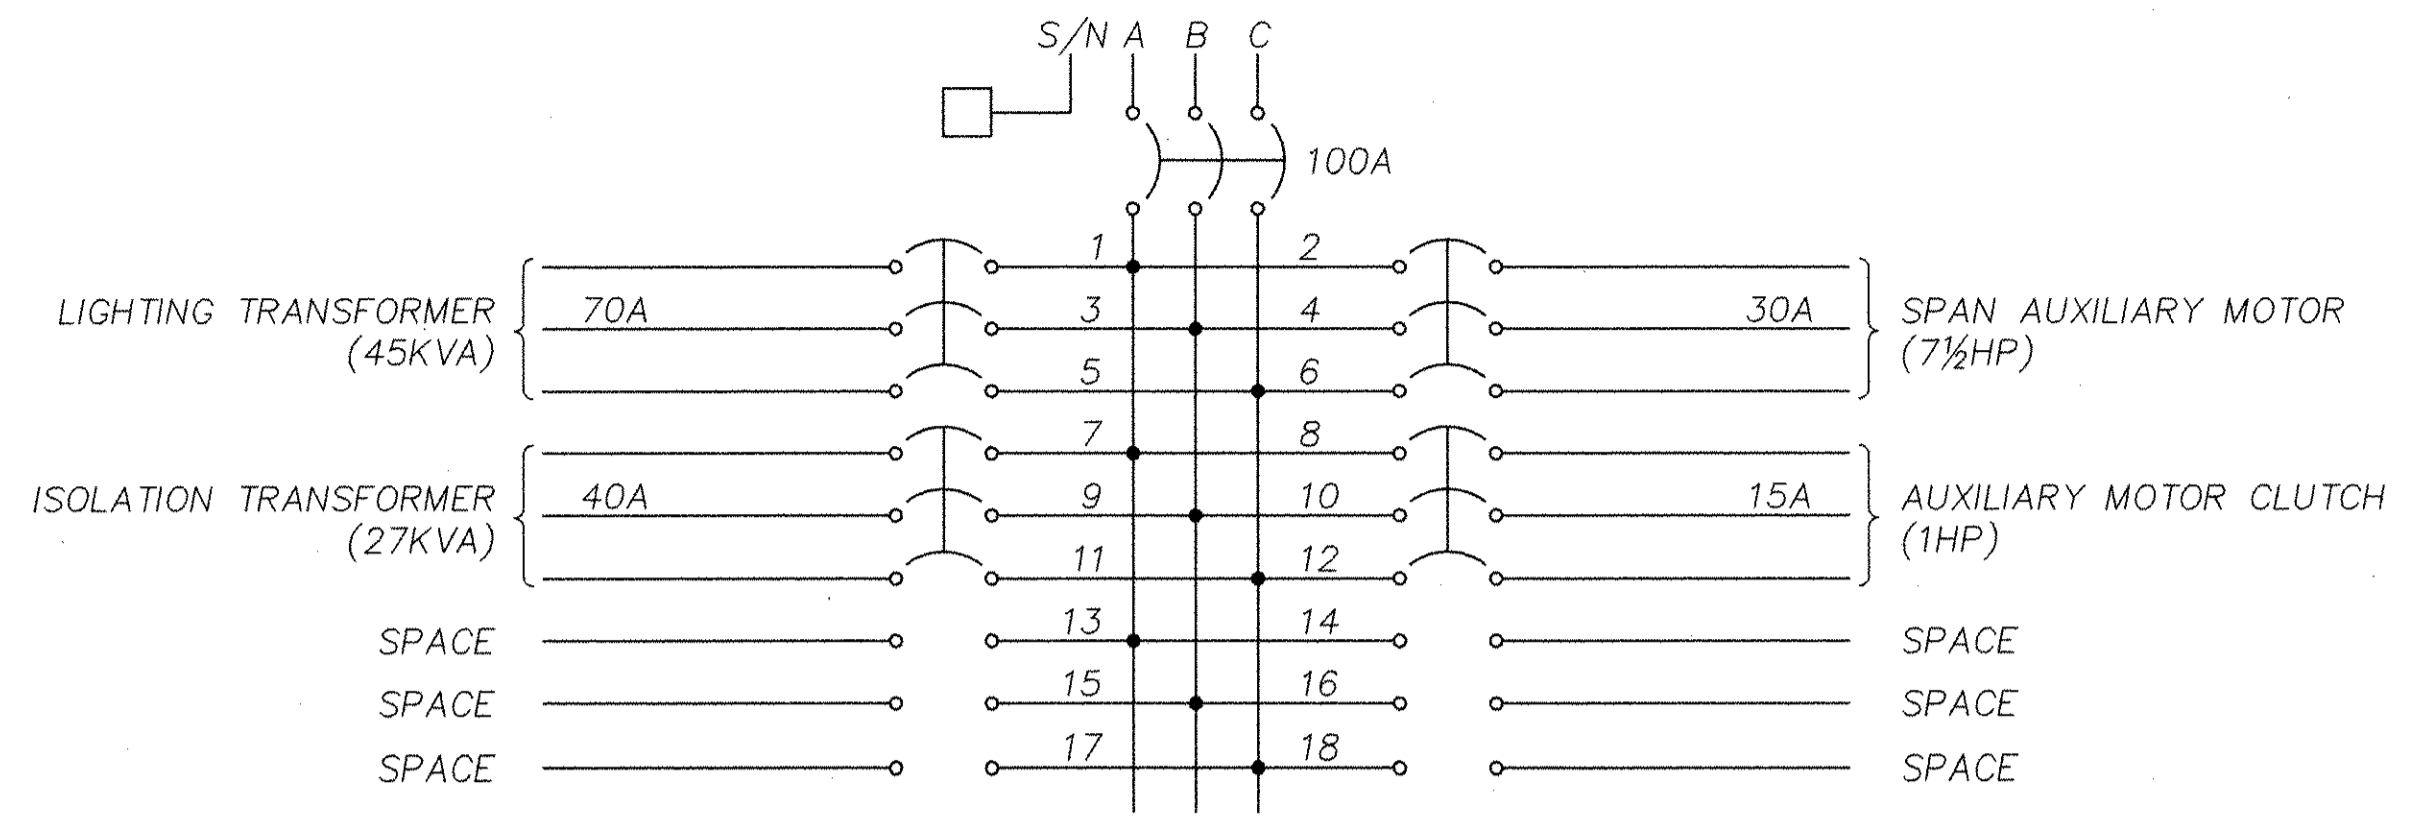 S/N A B C
100A
1 2
LIGHTING TRANSFORMER 70A 3 4 30A SPAN AUXILIARY MOTOR
(45KVA) (7½HP)
5 6
7 8
ISOLATION TRANSFORMER 40A 9 10 15A AUXILIARY MOTOR CLUTCH
(27KVA) (1HP)
11 12
SPACE 13 14 SPACE
SPACE 15 16 SPACE
SPACE 17 18 SPACE